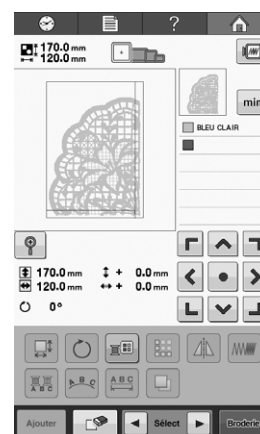 ?
170.0 mm
120.0 mm
min
BLEU CLAIR
170.0 mm + 0.0 mm
120.0 mm + 0.0 mm
0°
A B C
A B C
A B C
Ajouter Sélect Broderie